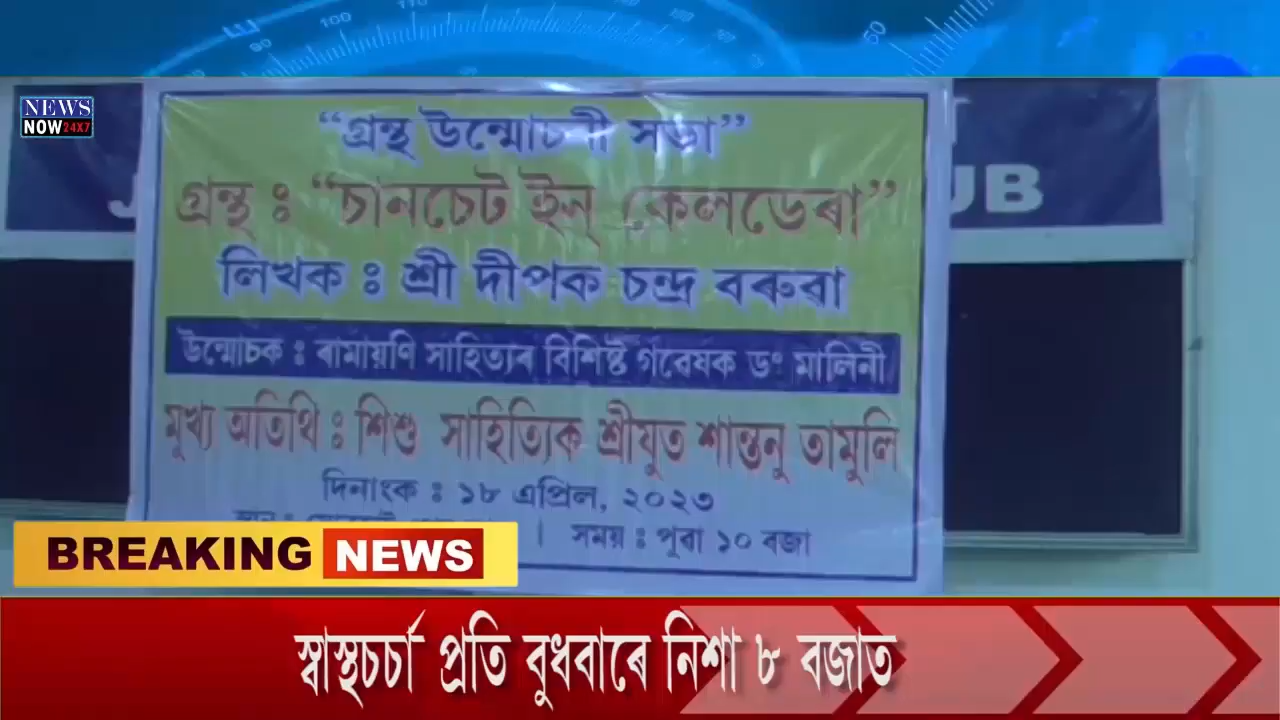 NEWS
NOW 24X7
“গ্ৰন্থ উন্মোচনী সভা”
গ্ৰন্থ : “চানচেট ইন্ কেলডেৰা”
লিখক : শ্ৰী দীপক চন্দ্ৰ বৰুৱা
উন্মোচক : ৰামায়ণি সাহিত্যৰ বিশিষ্ট গবেষক ড° মালিনী
মুখ্য অতিথি : শিশু সাহিত্যিক শ্ৰীযুত শান্তনু তামুলি
দিনাংক : ১৮ এপ্ৰিল, ২০২৩
| সময় : পূৱা ১০ বজা
UB
BREAKING NEWS
স্বাস্থচৰ্চা প্ৰতি বুধবাৰে নিশা ৮ বজাত